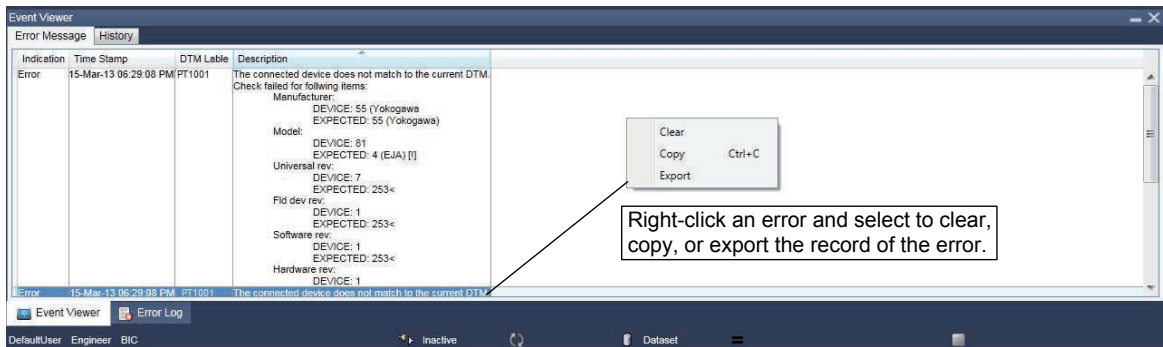 Event Viewer
Error Message History
Indication Time Stamp DTM Lable Description
Error 15-Mar-13 06:29:08 PM PT1001 The connected device does not match to the current DTM.
Check failed for follwing items:
Manufacturer:
DEVICE: 55 (Yokogawa
EXPECTED: 55 (Yokogawa)
Model:
DEVICE: 81
EXPECTED: 4 (EJA) [!]
Universal rev:
DEVICE: 7
EXPECTED: 253<
Fld dev rev:
DEVICE: 1
EXPECTED: 253<
Software rev:
DEVICE: 1
EXPECTED: 253<
Hardware rev:
DEVICE: 1
Error 15-Mar-13 06:29:08 PM PT1001 The connected device does not match to the current DTM
Clear
Copy Ctrl+C
Export
Right-click an error and select to clear,
copy, or export the record of the error.
Event Viewer Error Log
DefaultUser Engineer BIC Inactive Dataset